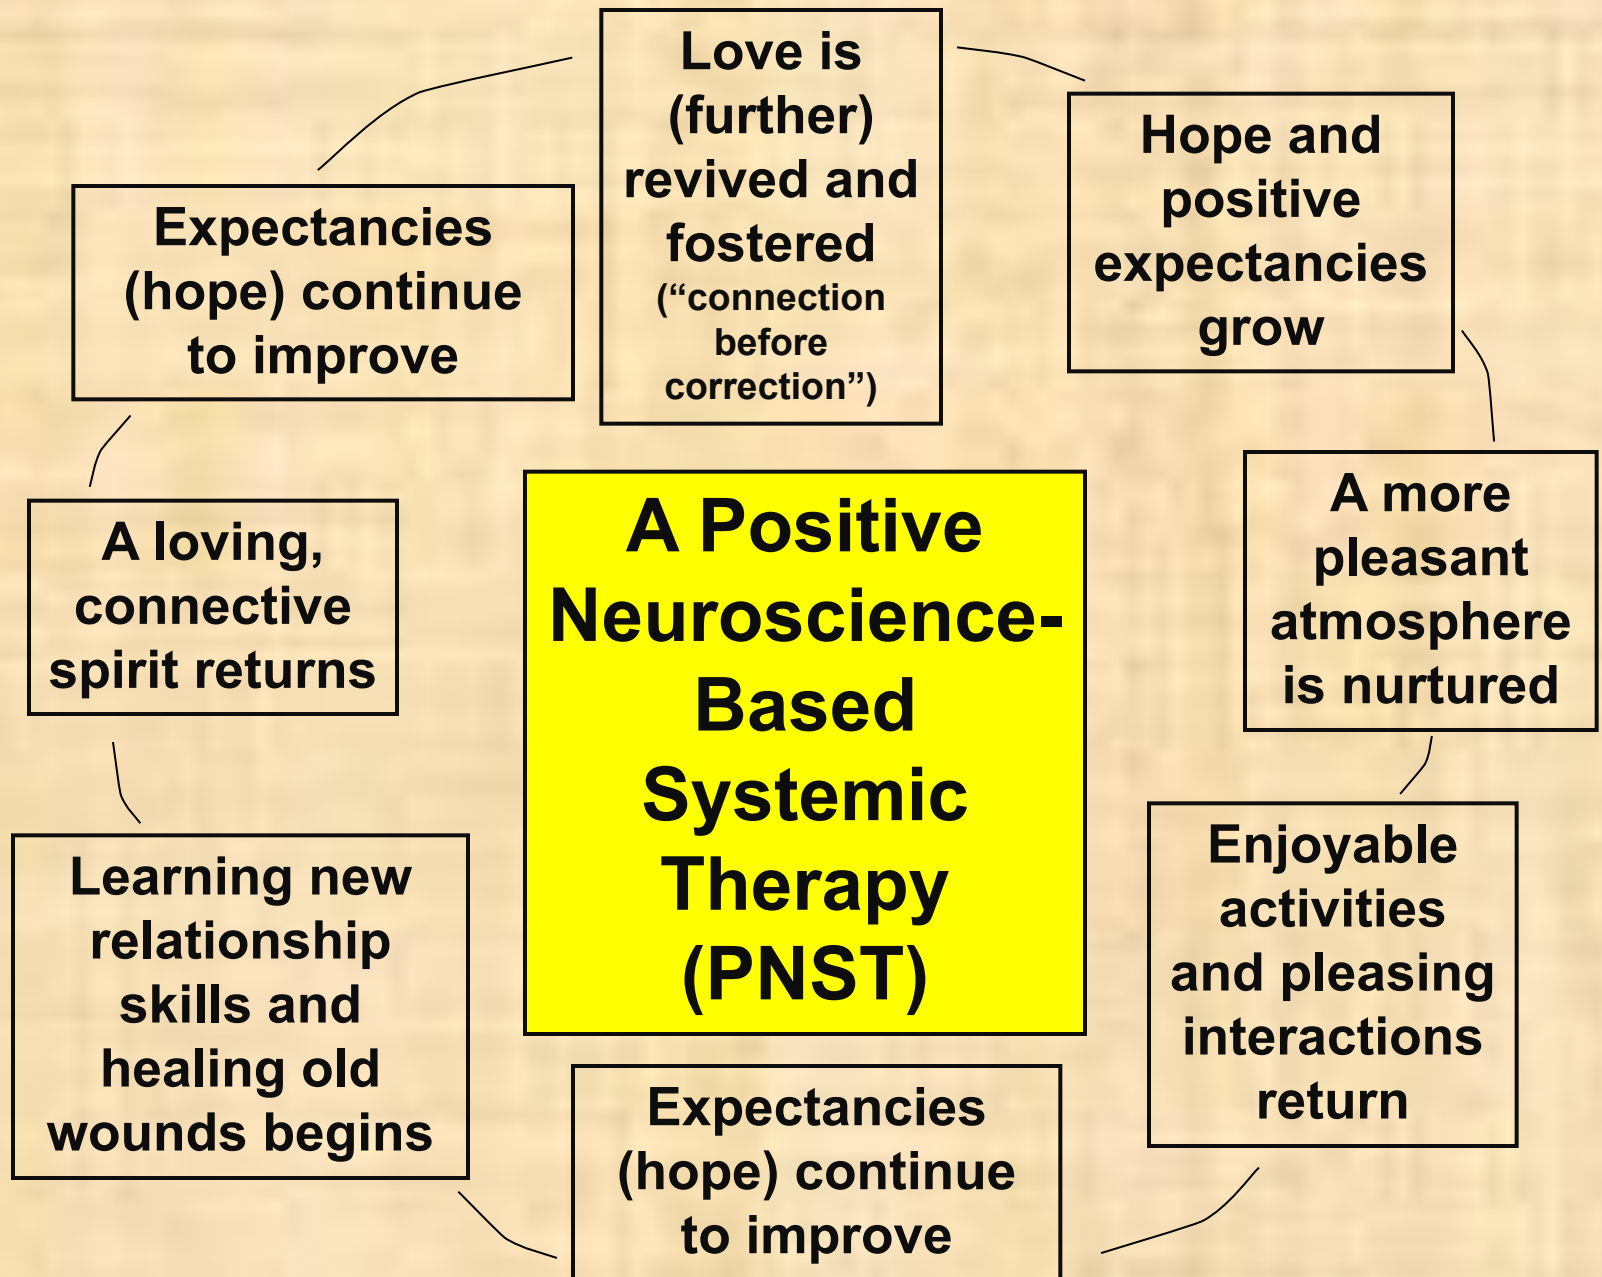 Love is
(further)
revived and
fostered
(“connection
before
correction”)
Hope and
positive
expectancies
grow
A more
pleasant
atmosphere
is nurtured
Enjoyable
activities
and pleasing
interactions
return
Expectancies
(hope) continue
to improve
Learning new
relationship
skills and
healing old
wounds begins
A loving,
connective
spirit returns
Expectancies
(hope) continue
to improve
A Positive
Neuroscience-
Based
Systemic
Therapy
(PNST)